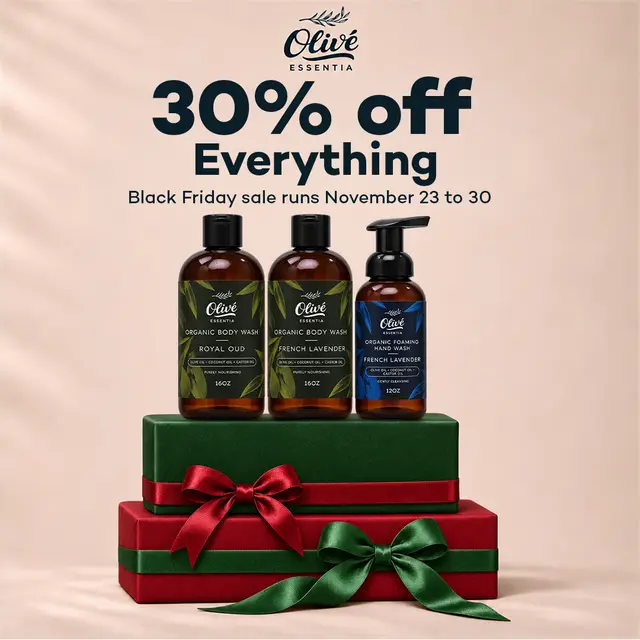 Olivé
ESSENTIA
30% off
Everything
Black Friday sale runs November 23 to 30
Olivé
ESSENTIA
ORGANIC BODY WASH
ROYAL OUD
OLIVE OIL • COCONUT OIL • CASTOR OIL
PURELY NOURISHING
16OZ
Olivé
ESSENTIA
ORGANIC BODY WASH
FRENCH LAVENDER
OLIVE OIL • COCONUT OIL • CASTOR OIL
PURELY NOURISHING
16OZ
Olivé
ESSENTIA
ORGANIC FOAMING
HAND WASH
FRENCH LAVENDER
OLIVE OIL • COCONUT OIL •
CASTOR OIL
GENTLY CLEANSING
12OZ